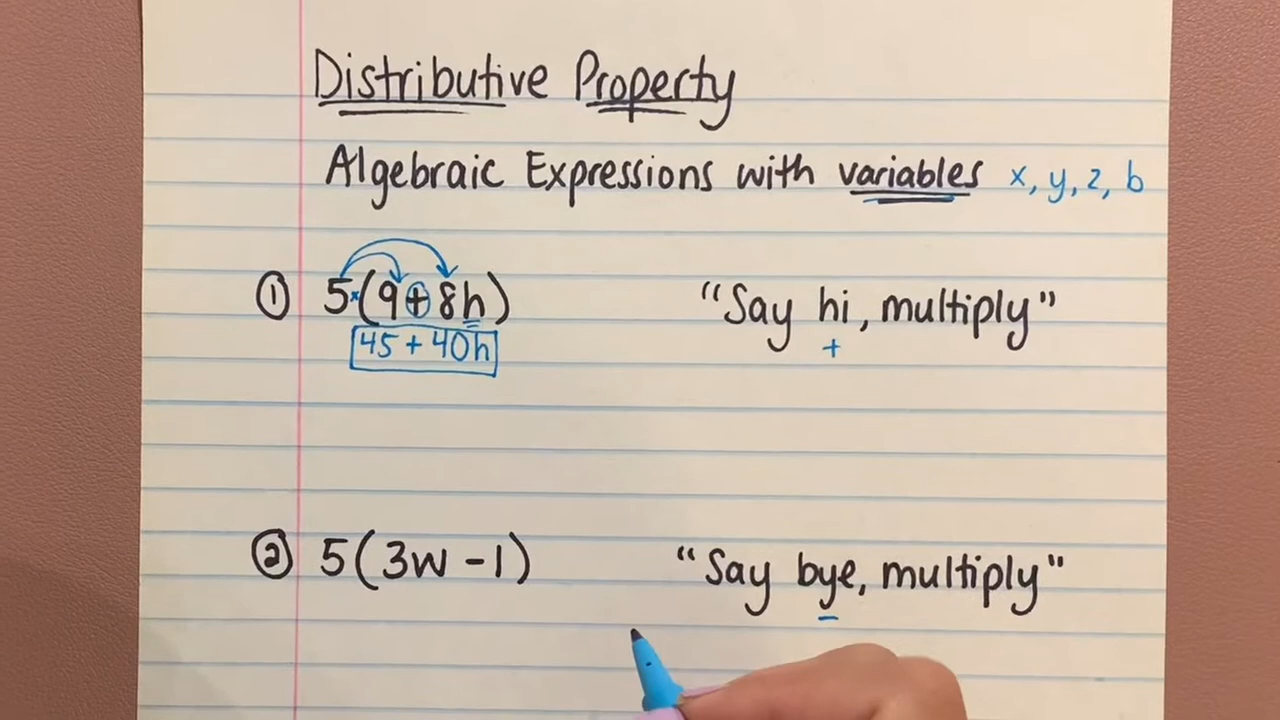 Distributive Property
Algebraic Expressions with variables x, y, z, b
① 5×(9+8h) "Say hi, multiply"
45 + 40h +
② 5(3w-1) "Say bye, multiply"
-